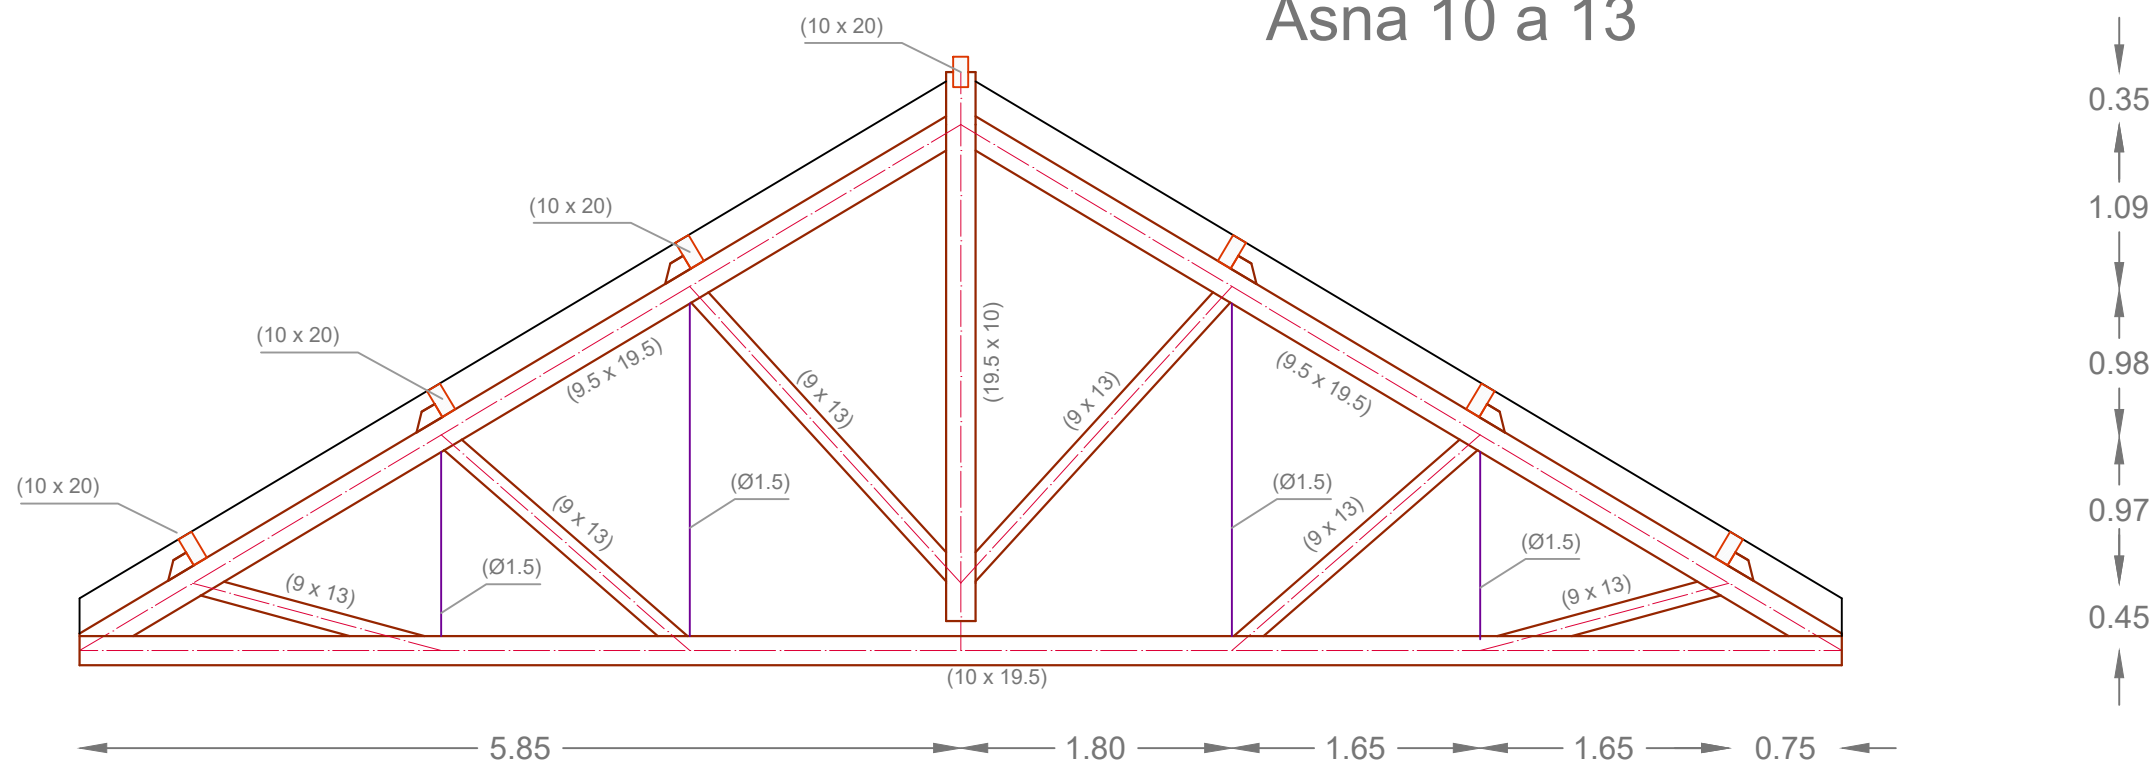 Asna 10 a 13
(10 x 20)
0.35
(10 x 20)
1.09
(10 x 20)
(9.5 x 19.5)
(9 x 13)
(19.5 x 10)
(9 x 13)
(9.5 x 19.5)
0.98
(10 x 20)
(9 x 13)
(Ø1.5)
(Ø1.5)
(9 x 13)
0.97
(9 x 13)
(Ø1.5)
(Ø1.5)
(9 x 13)
0.45
(10 x 19.5)
5.85
1.80
1.65
1.65
0.75